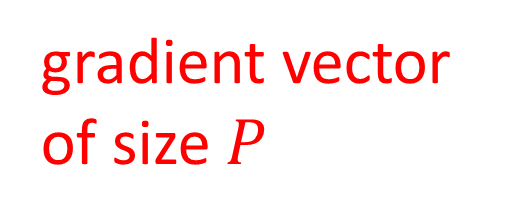 gradient vector
of size P